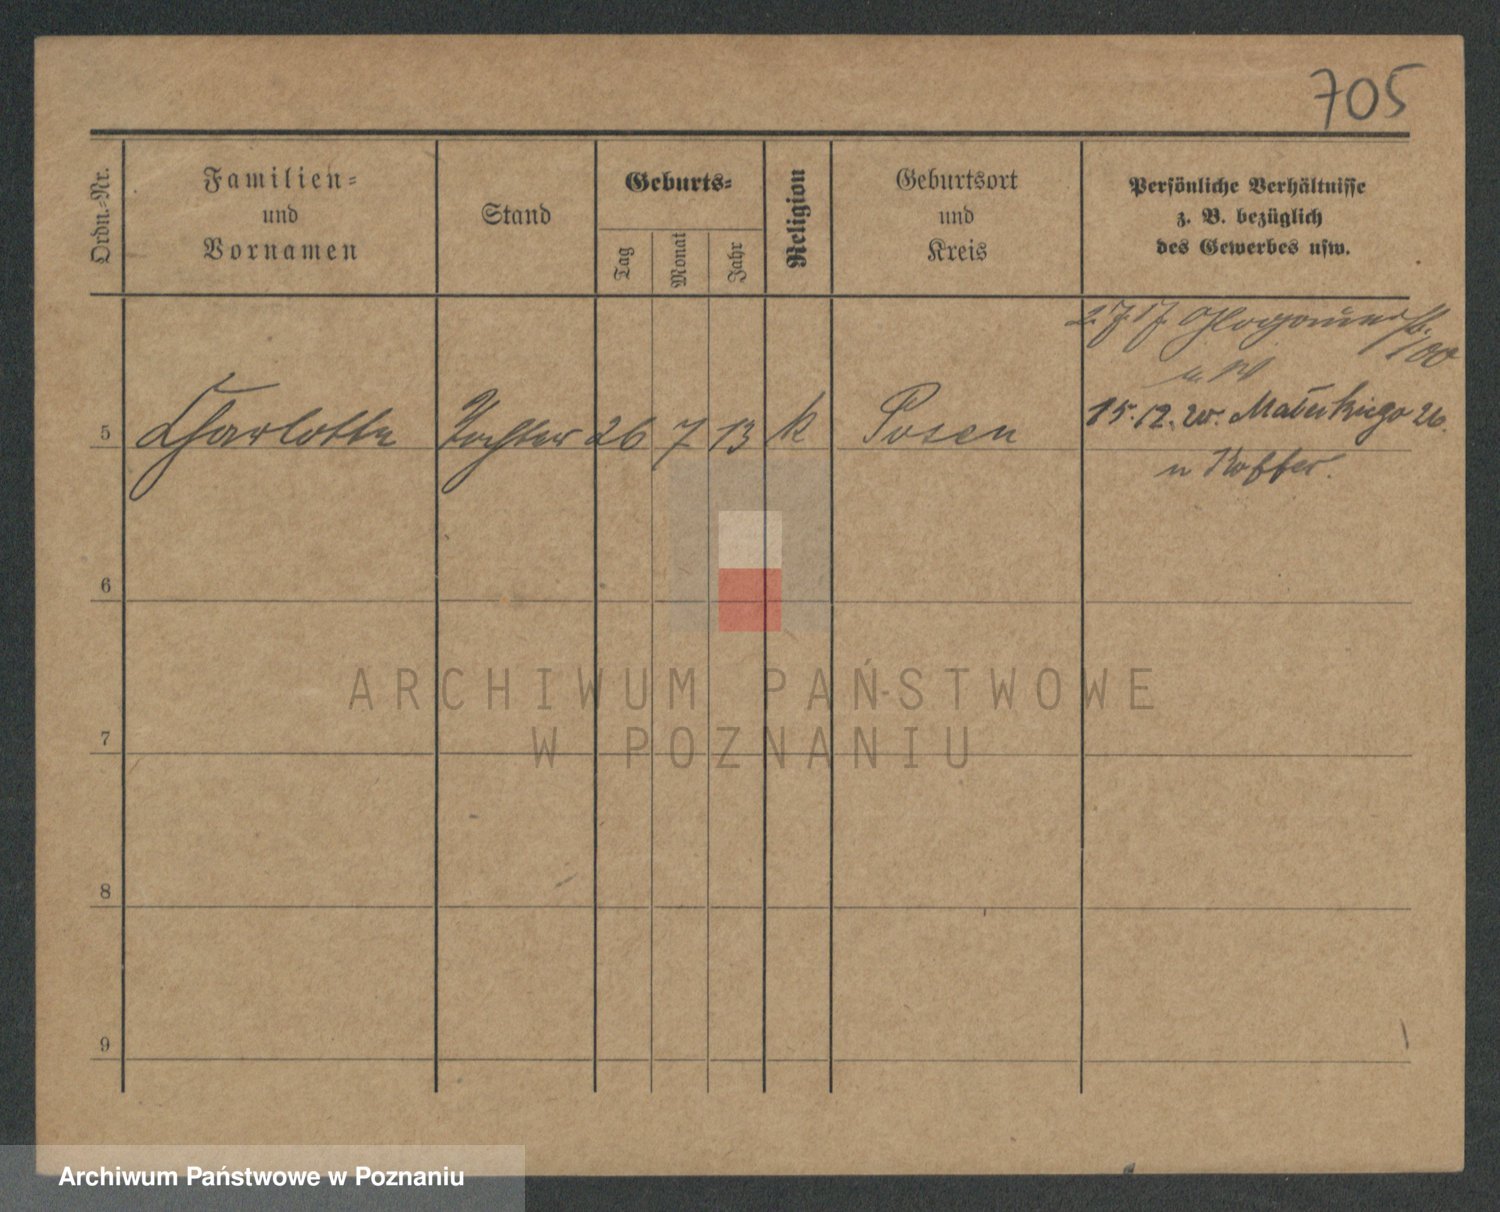 705
Ordn.-Nr.
Familien-
und
Vornamen
Stand
Geburts-
Tag
Monat
Jahr
Religion
Geburtsort
und
Kreis
Persönliche Verhältnisse
z. B. bezüglich
des Gewerbes usw.
5 Charlotte Tochter 26 7 13 k Posen
15.12.20. Matejki 26.
6
7
8
9
ARCHIWUM PAŃSTWOWE
W POZNANIU
Archiwum Państwowe w Poznaniu